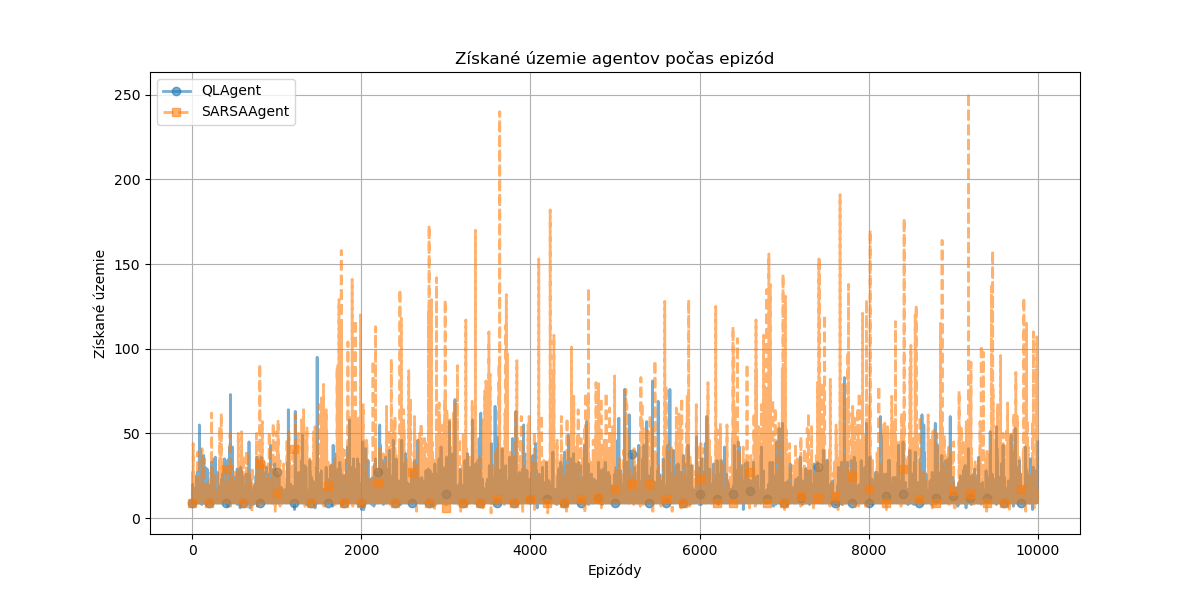 Získané územie agentov počas epizód
QLAgent
SARSAAgent
Získané územie
250
200
150
100
50
0
0 2000 4000 6000 8000 10000
Epizódy